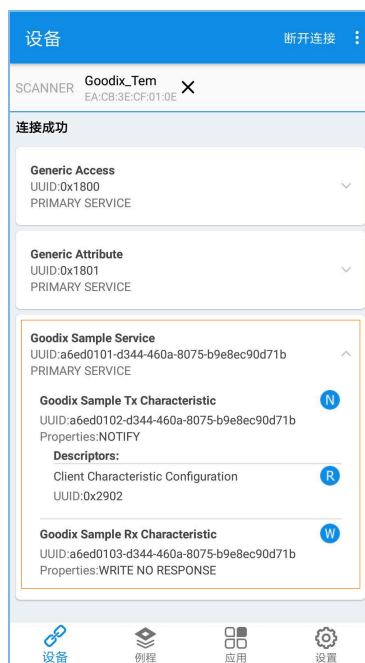 设备 断开连接
SCANNER Goodix_Tem
EA:CB:3E:CF:01:0E
连接成功
Generic Access
UUID:0x1800
PRIMARY SERVICE
Generic Attribute
UUID:0x1801
PRIMARY SERVICE
Goodix Sample Service
UUID:a6ed0101-d344-460a-8075-b9e8ec90d71b
PRIMARY SERVICE
Goodix Sample Tx Characteristic N
UUID:a6ed0102-d344-460a-8075-b9e8ec90d71b
Properties:NOTIFY
Descriptors:
Client Characteristic Configuration R
UUID:0x2902
Goodix Sample Rx Characteristic W
UUID:a6ed0103-d344-460a-8075-b9e8ec90d71b
Properties:WRITE NO RESPONSE
设备 例程 应用 设置